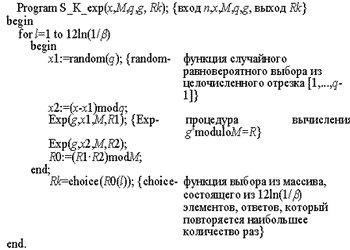 Program S_K_exp(x,M,q,g, Rk); {вход n,x,M,q,g, выход Rk}
begin
for l=1 to 12ln(1/β)
begin
x1:=random(q); {random- функция случайного
равновероятного выбора из
целочисленного отрезка [1,...,q-
1]}
x2:=(x-x1)modq;
Exp(g,x1,M,R1); {Exp- процедура вычисления
gˣmoduloM=R}
Exp(g,x2,M,R2);
R0:=(R1·R2)modM;
end;
Rk=choice(R0(l)); {choice- функция выбора из массива,
состоящего из 12ln(1/β)
элементов, ответов, который
повторяется наибольшее
количество раз}
end.